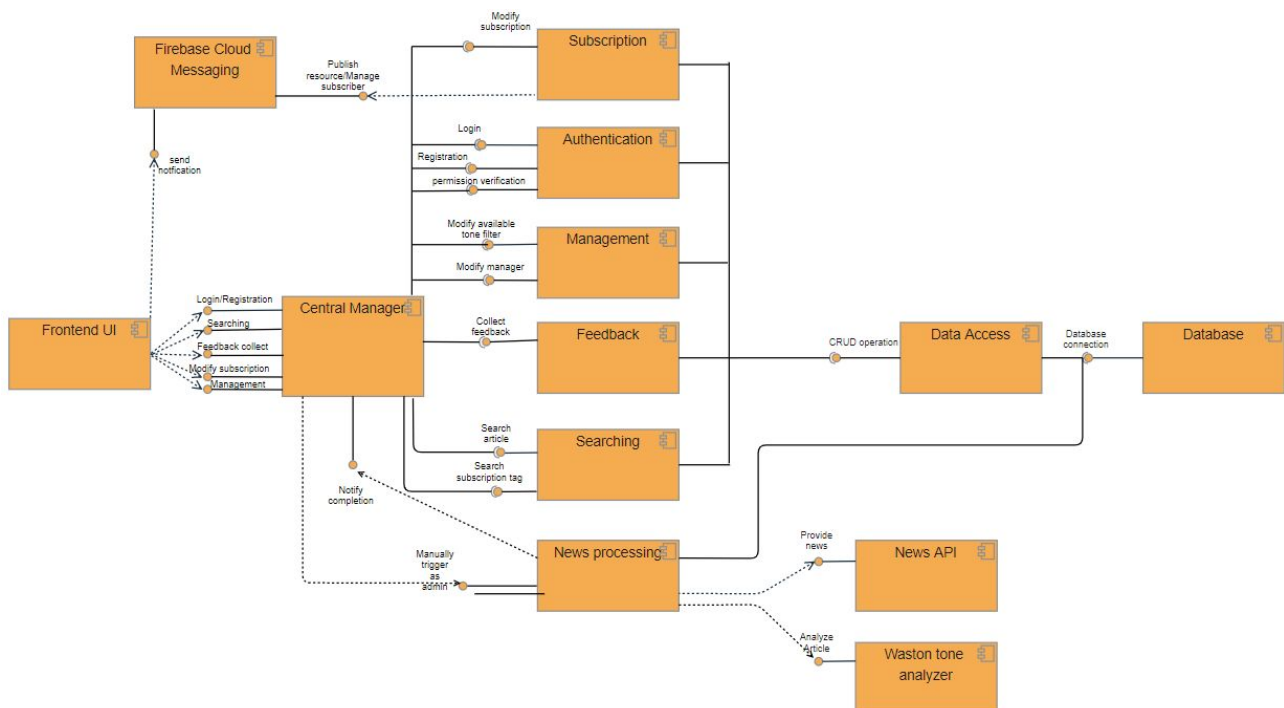 Modify
subscription
Subscription
Firebase Cloud
Messaging
Publish
resource/Manage
subscriber
Login
Authentication
Registration
permission verification
send
notfication
Modify available
tone filter
Management
Modify manager
Login/Registration
Central Manager
Searching
Frontend UI
Feedback collect
Modify subscription
Management
Collect
feedback
Feedback
CRUD operation
Data Access
Database
connection
Database
Search
article
Searching
Search
subscription tag
Notify
completion
Manually
trigger
as
admin
News processing
Provide
news
News API
Analyze
Article
Waston tone
analyzer